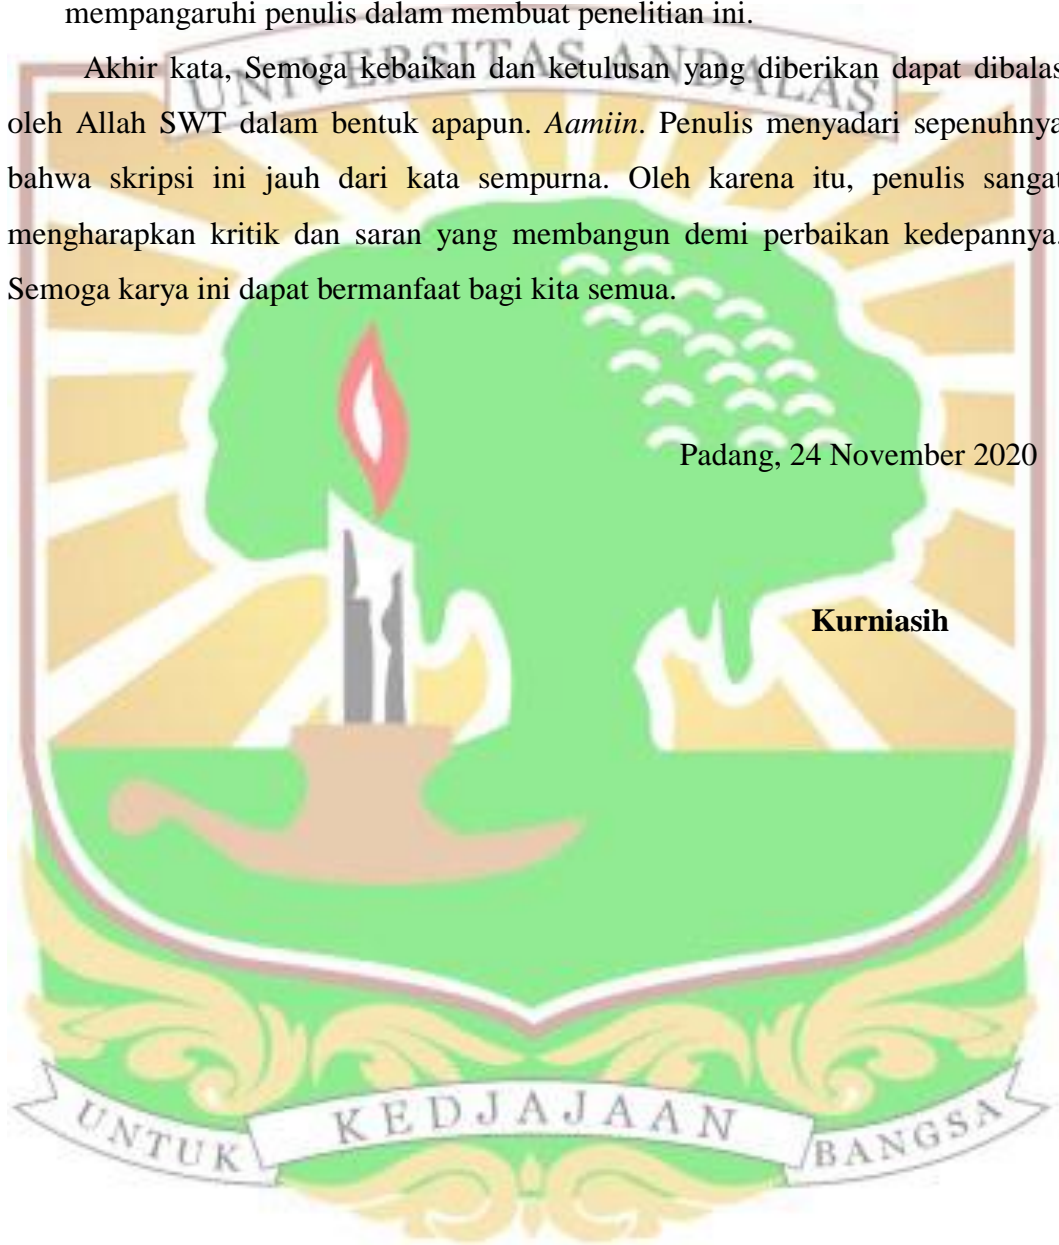 mempangaruhi penulis dalam membuat penelitian ini.
UNIVERSITAS ANDALAS
Akhir kata, Semoga kebaikan dan ketulusan yang diberikan dapat dibalas
oleh Allah SWT dalam bentuk apapun. Aamiin. Penulis menyadari sepenuhnya
bahwa skripsi ini jauh dari kata sempurna. Oleh karena itu, penulis sangat
mengharapkan kritik dan saran yang membangun demi perbaikan kedepannya.
Semoga karya ini dapat bermanfaat bagi kita semua.
Padang, 24 November 2020
Kurniasih
UNTUK KEDJAJAAN BANGSA